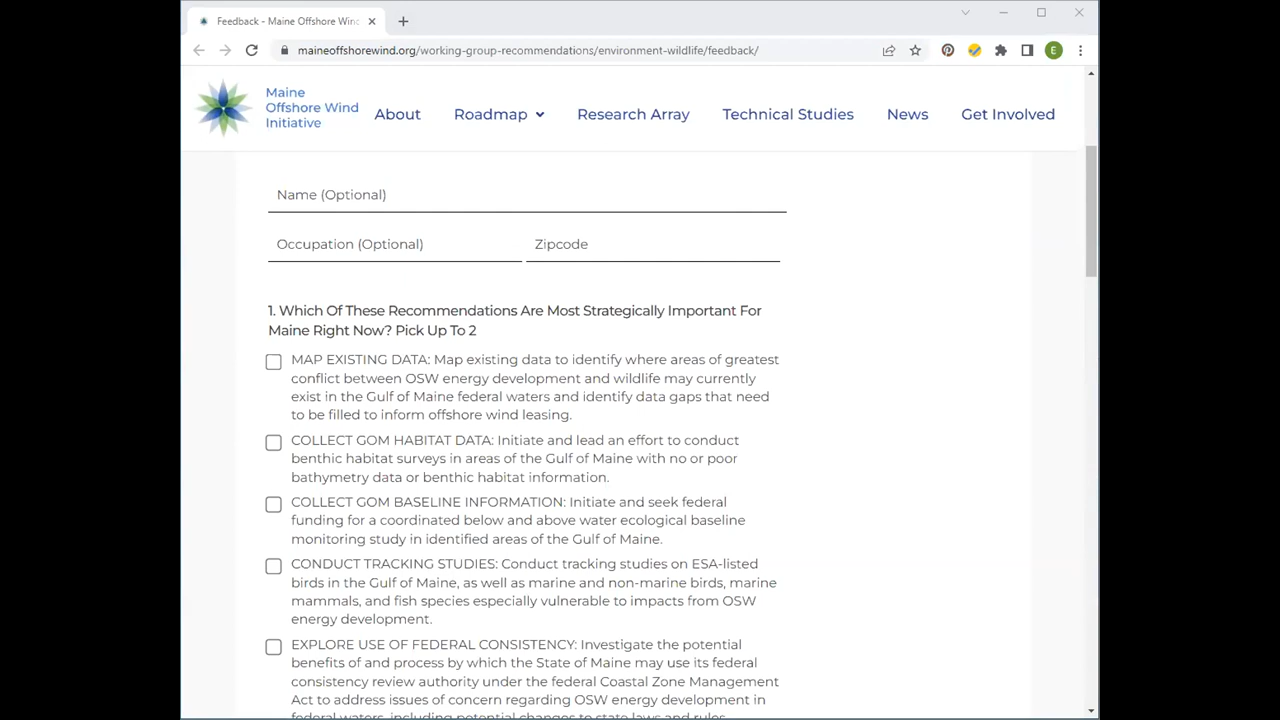 Feedback - Maine Offshore Winc
maineoffshorewind.org/working-group-recommendations/environment-wildlife/feedback/
E
Maine
Offshore Wind
Initiative
About
Roadmap
Research Array
Technical Studies
News
Get Involved
Name (Optional)
Occupation (Optional)
Zipcode
1. Which Of These Recommendations Are Most Strategically Important For
Maine Right Now? Pick Up To 2
MAP EXISTING DATA: Map existing data to identify where areas of greatest
conflict between OSW energy development and wildlife may currently
exist in the Gulf of Maine federal waters and identify data gaps that need
to be filled to inform offshore wind leasing.
COLLECT GOM HABITAT DATA: Initiate and lead an effort to conduct
benthic habitat surveys in areas of the Gulf of Maine with no or poor
bathymetry data or benthic habitat information.
COLLECT GOM BASELINE INFORMATION: Initiate and seek federal
funding for a coordinated below and above water ecological baseline
monitoring study in identified areas of the Gulf of Maine.
CONDUCT TRACKING STUDIES: Conduct tracking studies on ESA-listed
birds in the Gulf of Maine, as well as marine and non-marine birds, marine
mammals, and fish species especially vulnerable to impacts from OSW
energy development.
EXPLORE USE OF FEDERAL CONSISTENCY: Investigate the potential
benefits of and process by which the State of Maine may use its federal
consistency review authority under the federal Coastal Zone Management
Act to address issues of concern regarding OSW energy development in
federal waters, including potential changes to state laws and rules